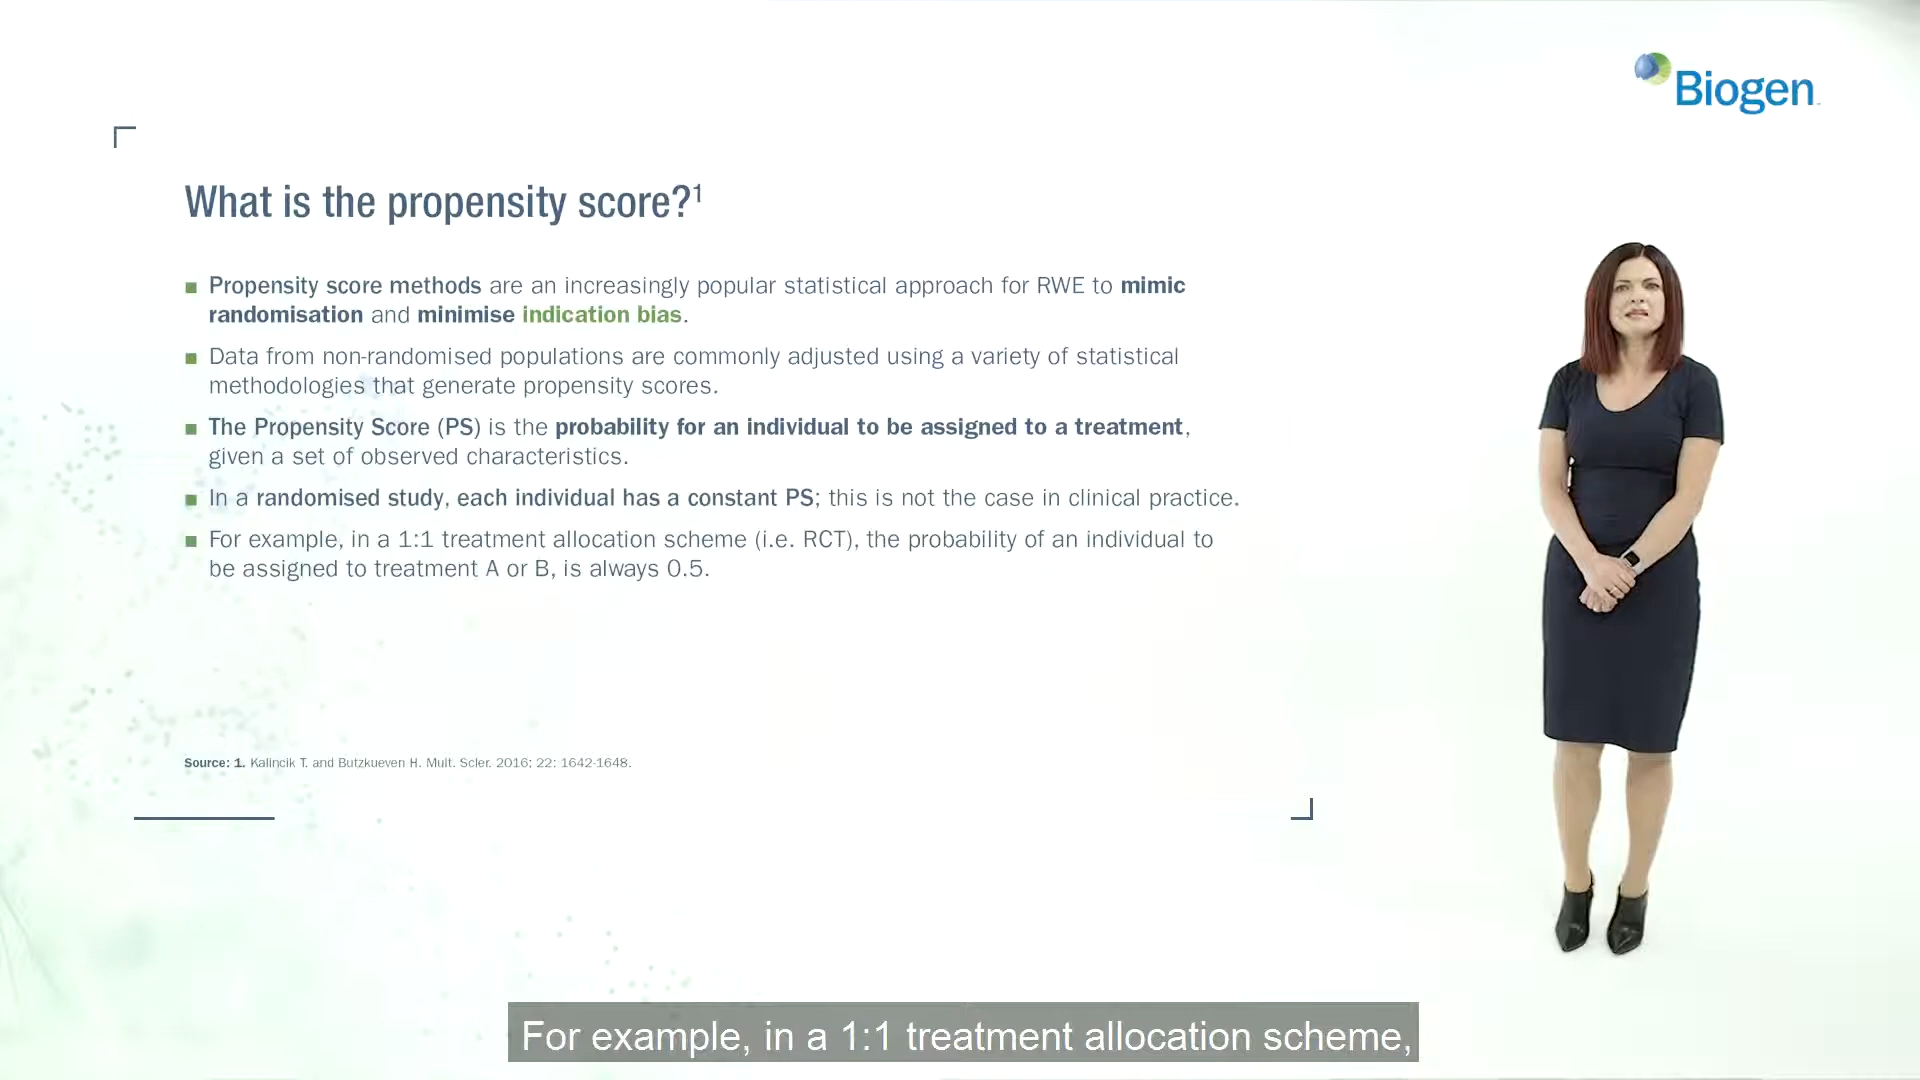 Biogen
What is the propensity score?¹
Propensity score methods are an increasingly popular statistical approach for RWE to mimic
randomisation and minimise indication bias.
Data from non-randomised populations are commonly adjusted using a variety of statistical
methodologies that generate propensity scores.
The Propensity Score (PS) is the probability for an individual to be assigned to a treatment,
given a set of observed characteristics.
In a randomised study, each individual has a constant PS; this is not the case in clinical practice.
For example, in a 1:1 treatment allocation scheme (i.e. RCT), the probability of an individual to
be assigned to treatment A or B, is always 0.5.
Source: 1. Kalincik T. and Butzkueven H. Mult. Scler. 2016; 22: 1642-1648.
For example, in a 1:1 treatment allocation scheme,